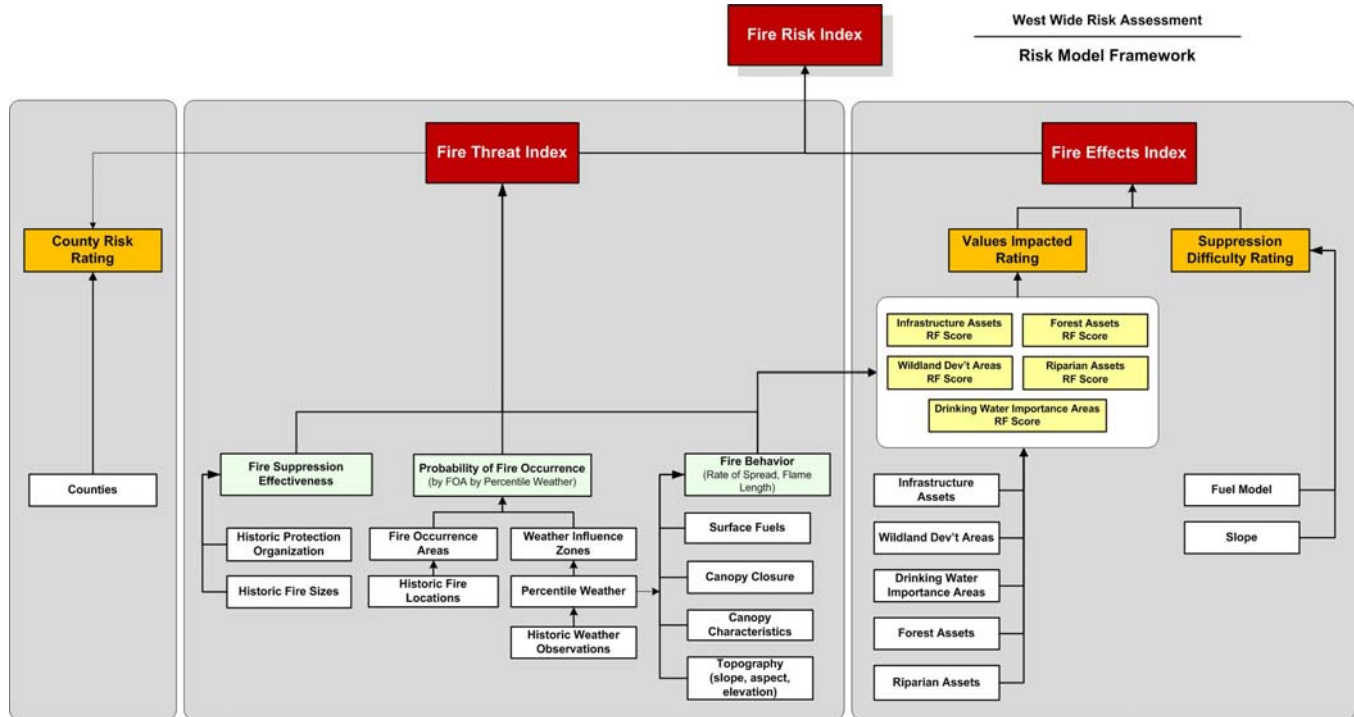 West Wide Risk Assessment
Risk Model Framework
Fire Risk Index
Fire Threat Index
Fire Effects Index
County Risk
Rating
Values Impacted
Rating
Suppression
Difficulty Rating
Infrastructure Assets
RF Score
Forest Assets
RF Score
Wildland Dev't Areas
RF Score
Riparian Assets
RF Score
Drinking Water Importance Areas
RF Score
Counties
Fire Suppression
Effectiveness
Probability of Fire Occurrence
(by FOA by Percentile Weather)
Fire Behavior
(Rate of Spread, Flame
Length)
Historic Protection
Organization
Historic Fire Sizes
Fire Occurrence
Areas
Historic Fire
Locations
Weather Influence
Zones
Percentile Weather
Historic Weather
Observations
Surface Fuels
Canopy Closure
Canopy
Characteristics
Topography
(slope, aspect,
elevation)
Infrastructure
Assets
Wildland Dev't Areas
Drinking Water
Importance Areas
Forest Assets
Riparian Assets
Fuel Model
Slope